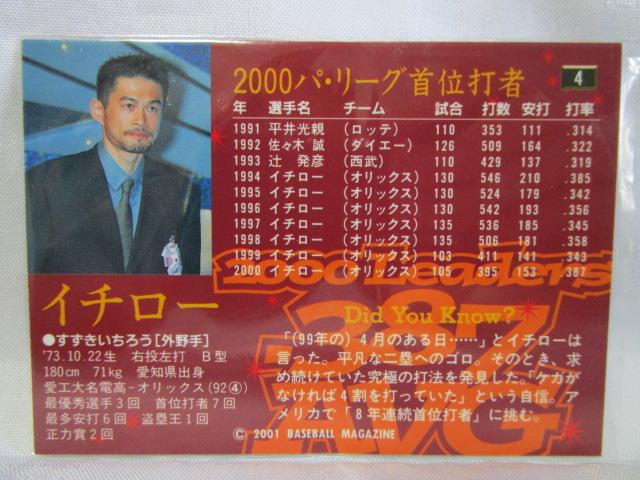 2000パ・リーグ首位打者
4
年 選手名 チーム 試合 打数 安打 打率
1991 平井光親 (ロッテ) 110 353 111 .314
1992 佐々木 誠 (ダイエー) 126 509 164 .322
1993 辻 発彦 (西武) 110 429 137 .319
1994 イチロー (オリックス) 130 546 210 .385
1995 イチロー (オリックス) 130 524 179 .342
1996 イチロー (オリックス) 130 542 193 .356
1997 イチロー (オリックス) 135 536 185 .345
1998 イチロー (オリックス) 135 506 181 .358
1999 イチロー (オリックス) 103 411 141 .343
2000 イチロー (オリックス) 105 395 153 .387
2000 Leaders
387
AVG
イチロー
●すずきいちろう[外野手]
'73.10.22生 右投左打 B型
180cm 71kg 愛知県出身
愛工大名電高−オリックス(92④)
最優秀選手3回 首位打者7回
最多安打6回 盗塁王1回
正力賞2回
Did You Know?
「(99年の)4月のある日……」とイチローは
言った。平凡な二塁へのゴロ。そのとき、求
め続けていた究極の打法を発見した。「ケガが
なければ4割を打っていた」という自信。ア
メリカで「8年連続首位打者」に挑む。
© 2001 BASEBALL MAGAZINE